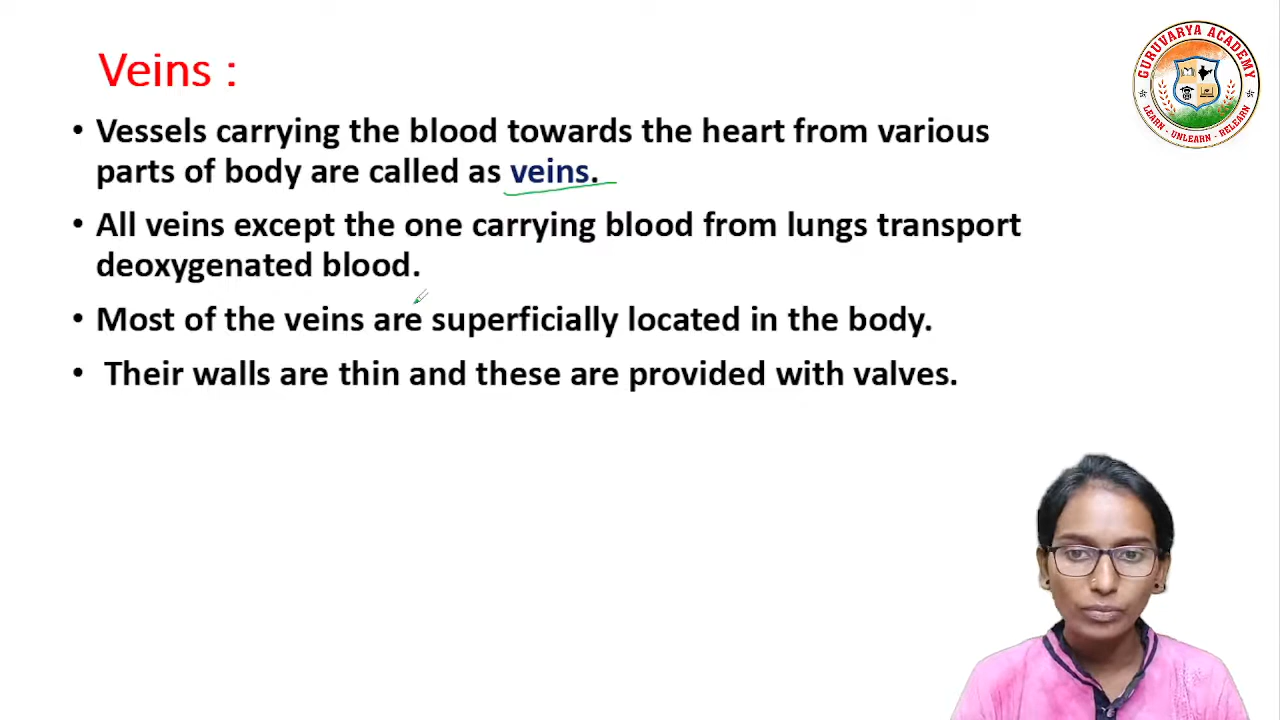 Veins :
• Vessels carrying the blood towards the heart from various
parts of body are called as veins.
• All veins except the one carrying blood from lungs transport
deoxygenated blood.
• Most of the veins are superficially located in the body.
• Their walls are thin and these are provided with valves.
GURUVARYA ACADEMY
LEARN - UNLEARN - RELEARN